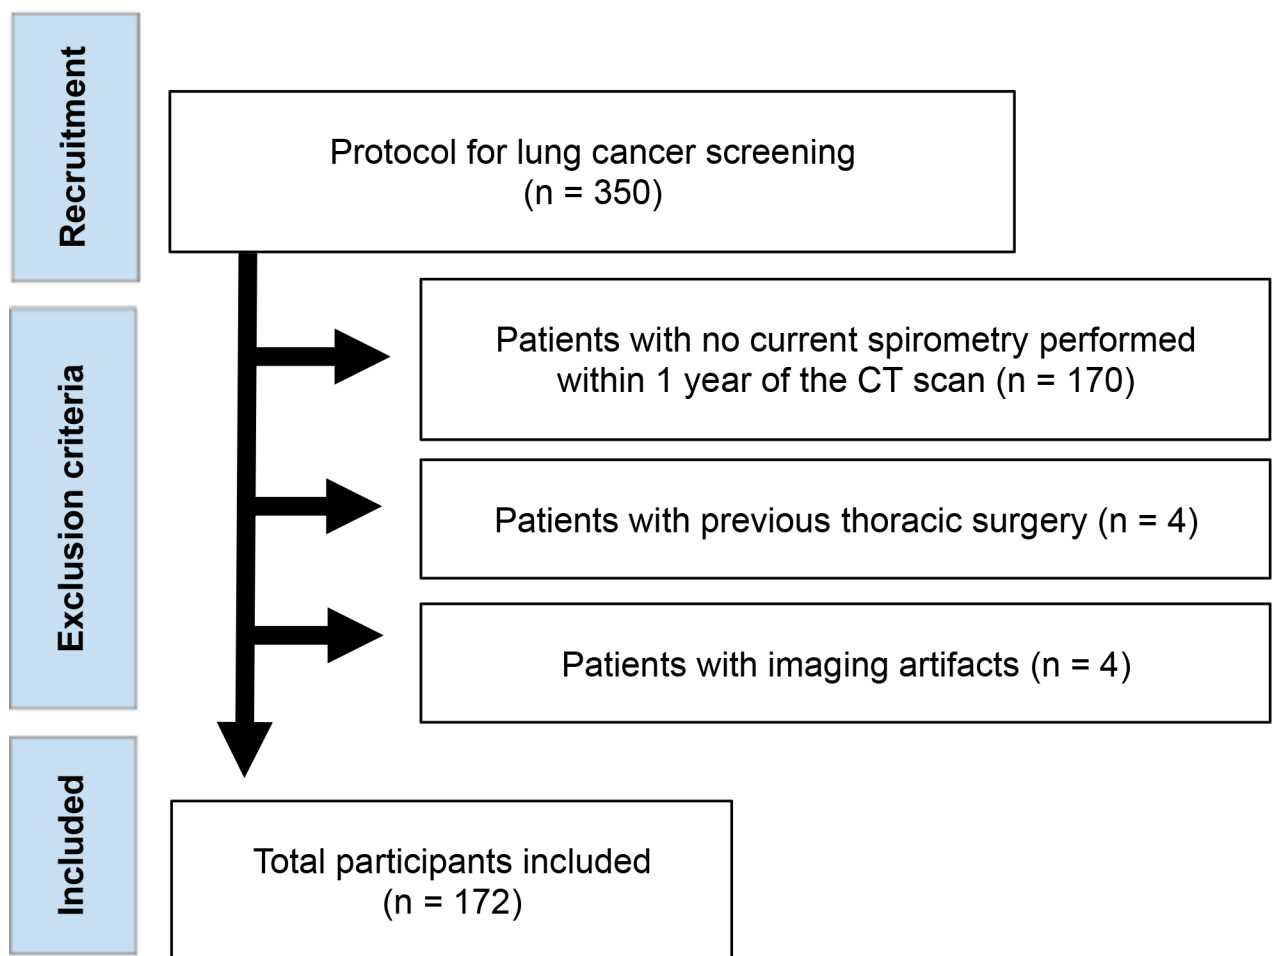 Recruitment
Protocol for lung cancer screening
(n = 350)
Exclusion criteria
Patients with no current spirometry performed
within 1 year of the CT scan (n = 170)
Patients with previous thoracic surgery (n = 4)
Patients with imaging artifacts (n = 4)
Included
Total participants included
(n = 172)